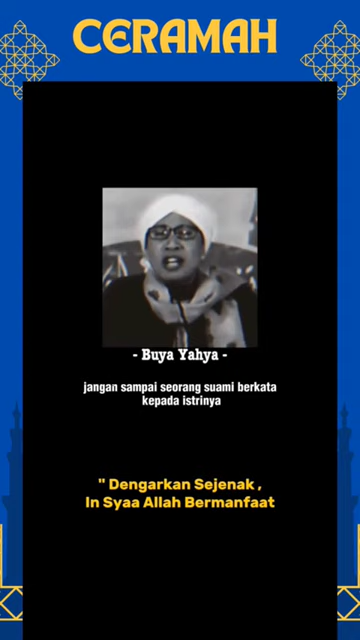 CERAMAH
- Buya Yahya -
jangan sampai seorang suami berkata
kepada istrinya
" Dengarkan Sejenak ,
In Syaa Allah Bermanfaat